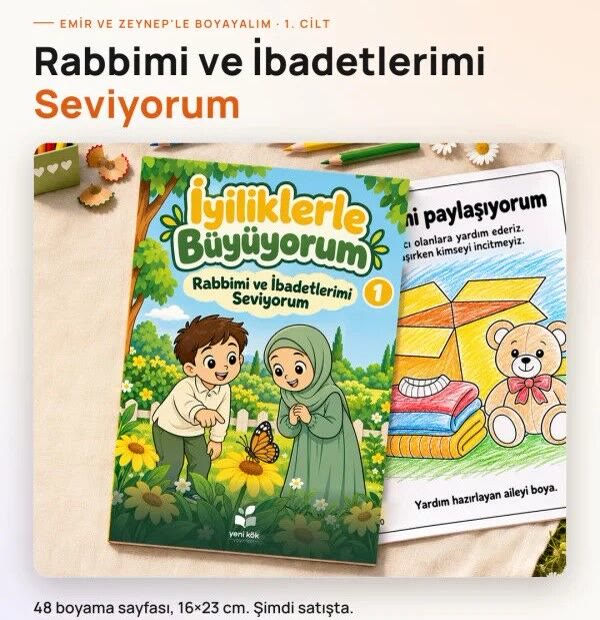 EMİR VE ZEYNEP'LE BOYAYALIM · 1. CİLT
Rabbimi ve İbadetlerimi
Seviyorum
İyiliklerle
Büyüyorum
Rabbimi ve İbadetlerimi
Seviyorum
1
yeni kök
ni paylaşıyorum
cı olanlara yardım ederiz.
şırken kimseyi incitmeyiz.
Yardım hazırlayan aileyi boya.
48 boyama sayfası, 16×23 cm. Şimdi satışta.